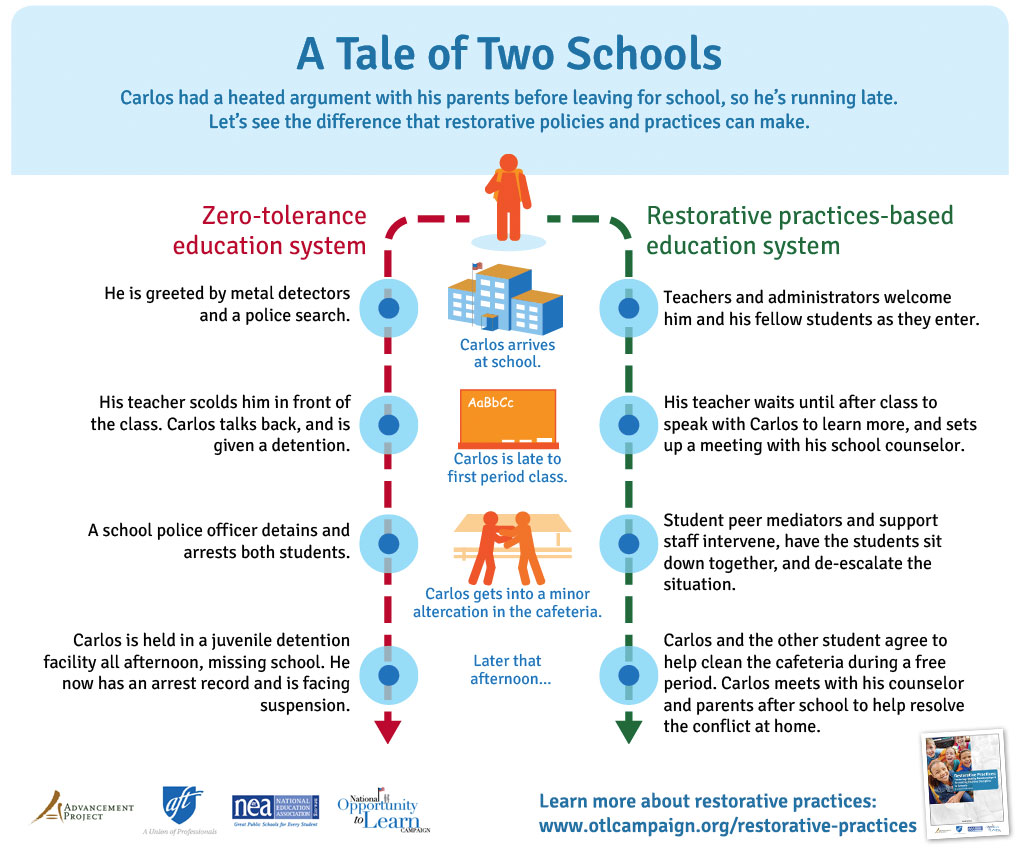 A Tale of Two Schools
Carlos had a heated argument with his parents before leaving for school, so he's running late.
Let's see the difference that restorative policies and practices can make.
Zero-tolerance
education system
Restorative practices-based
education system
He is greeted by metal detectors
and a police search.
Carlos arrives
at school.
Teachers and administrators welcome
him and his fellow students as they enter.
His teacher scolds him in front of
the class. Carlos talks back, and is
given a detention.
AaBbCc
Carlos is late to
first period class.
His teacher waits until after class to
speak with Carlos to learn more, and sets
up a meeting with his school counselor.
A school police officer detains and
arrests both students.
Carlos gets into a minor
altercation in the cafeteria.
Student peer mediators and support
staff intervene, have the students sit
down together, and de-escalate the
situation.
Carlos is held in a juvenile detention
facility all afternoon, missing school. He
now has an arrest record and is facing
suspension.
Later that
afternoon...
Carlos and the other student agree to
help clean the cafeteria during a free
period. Carlos meets with his counselor
and parents after school to help resolve
the conflict at home.
ADVANCEMENT
PROJECT
aft
A Union of Professionals
nea
NATIONAL
EDUCATION
ASSOCIATION
Great Public Schools for Every Student
National
Opportunity
to
Learn
CAMPAIGN
Learn more about restorative practices:
www.otlcampaign.org/restorative-practices
Restorative Practices